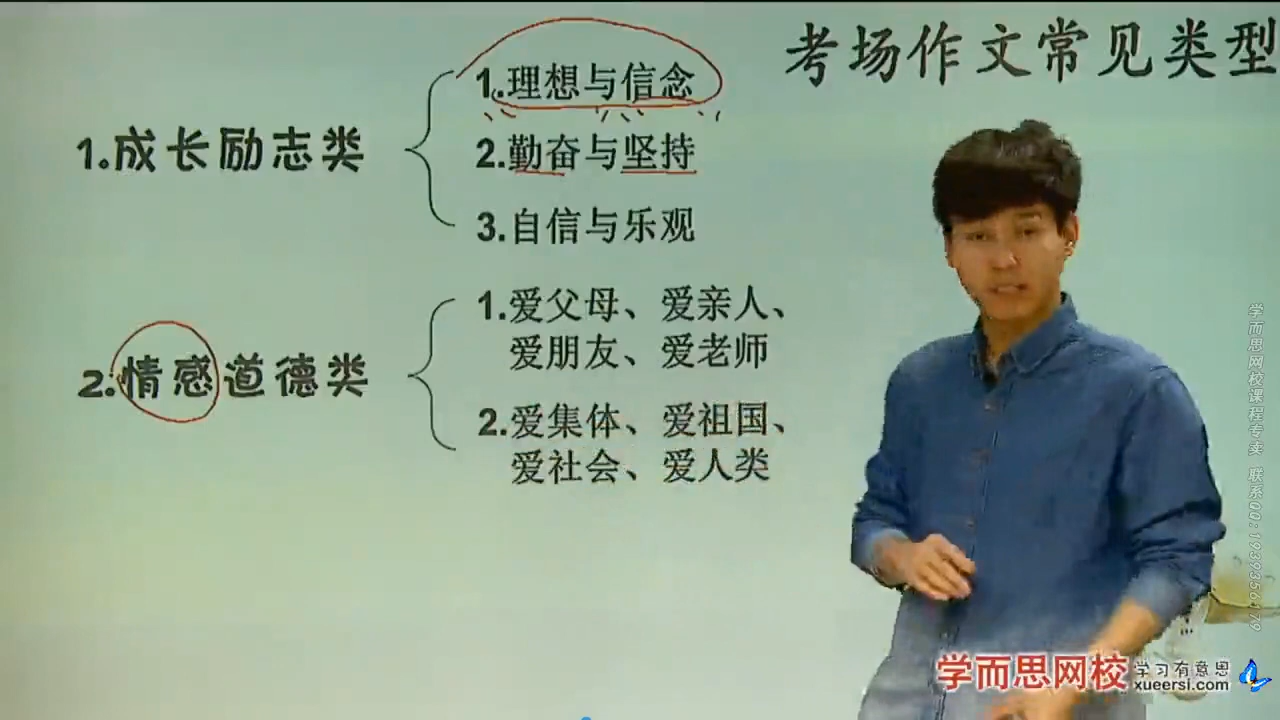 考场作文常见类型
1.成长励志类
1.理想与信念
2.勤奋与坚持
3.自信与乐观
2.情感道德类
1.爱父母、爱亲人、
爱朋友、爱老师
2.爱集体、爱祖国、
爱社会、爱人类
学而思网校课程专卖 联系QQ:1939356179
学而思网校
学习有意思
xueersi.com